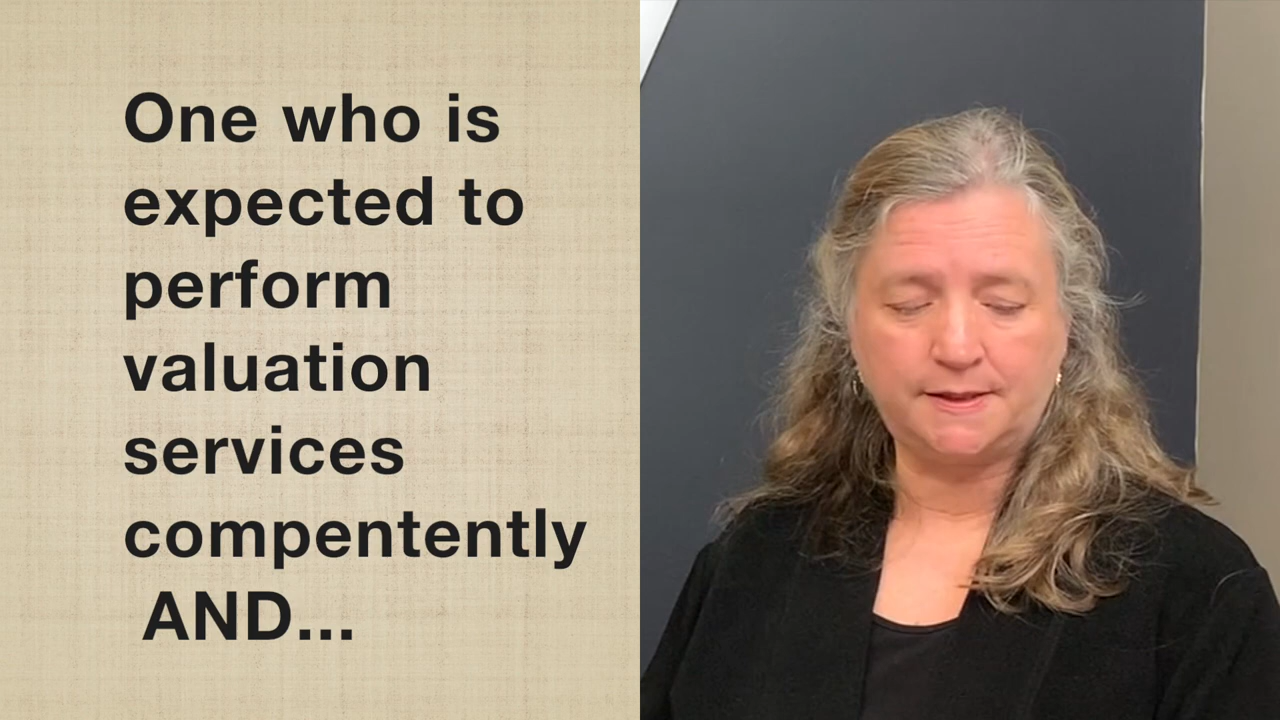 One who is
expected to
perform
valuation
services
compentently
AND...